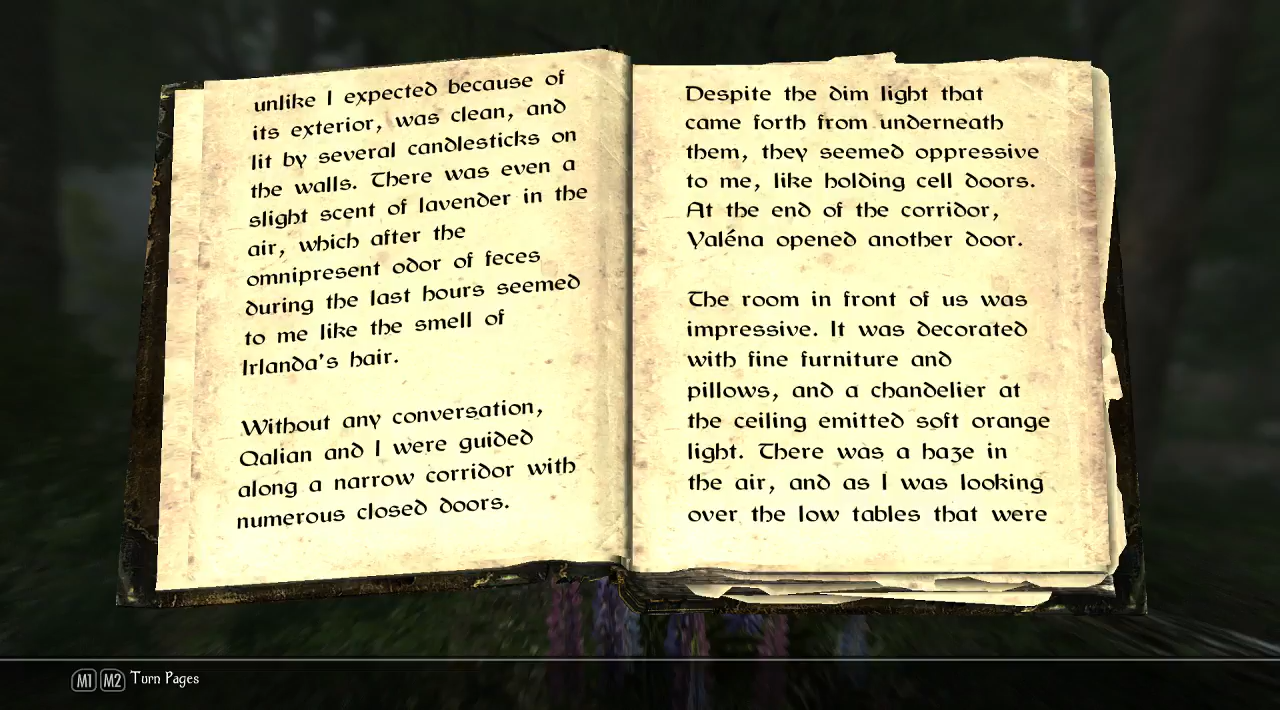 unlike I expected because of
its exterior, was clean, and
lit by several candlesticks on
the walls. There was even a
slight scent of lavender in the
air, which after the
omnipresent odor of feces
during the last hours seemed
to me like the smell of
Irlanda's hair.
Without any conversation,
Qalian and I were guided
along a narrow corridor with
numerous closed doors.
Despite the dim light that
came forth from underneath
them, they seemed oppressive
to me, like holding cell doors.
At the end of the corridor,
Yaléna opened another door.
The room in front of us was
impressive. It was decorated
with fine furniture and
pillows, and a chandelier at
the ceiling emitted soft orange
light. There was a haze in
the air, and as I was looking
over the low tables that were
M1 M2 Turn Pages